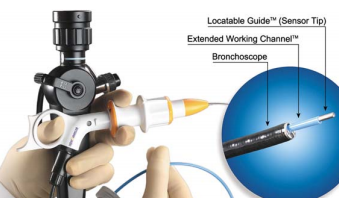 Locatable Guide™ (Sensor Tip)
Extended Working Channel™
Bronchoscope